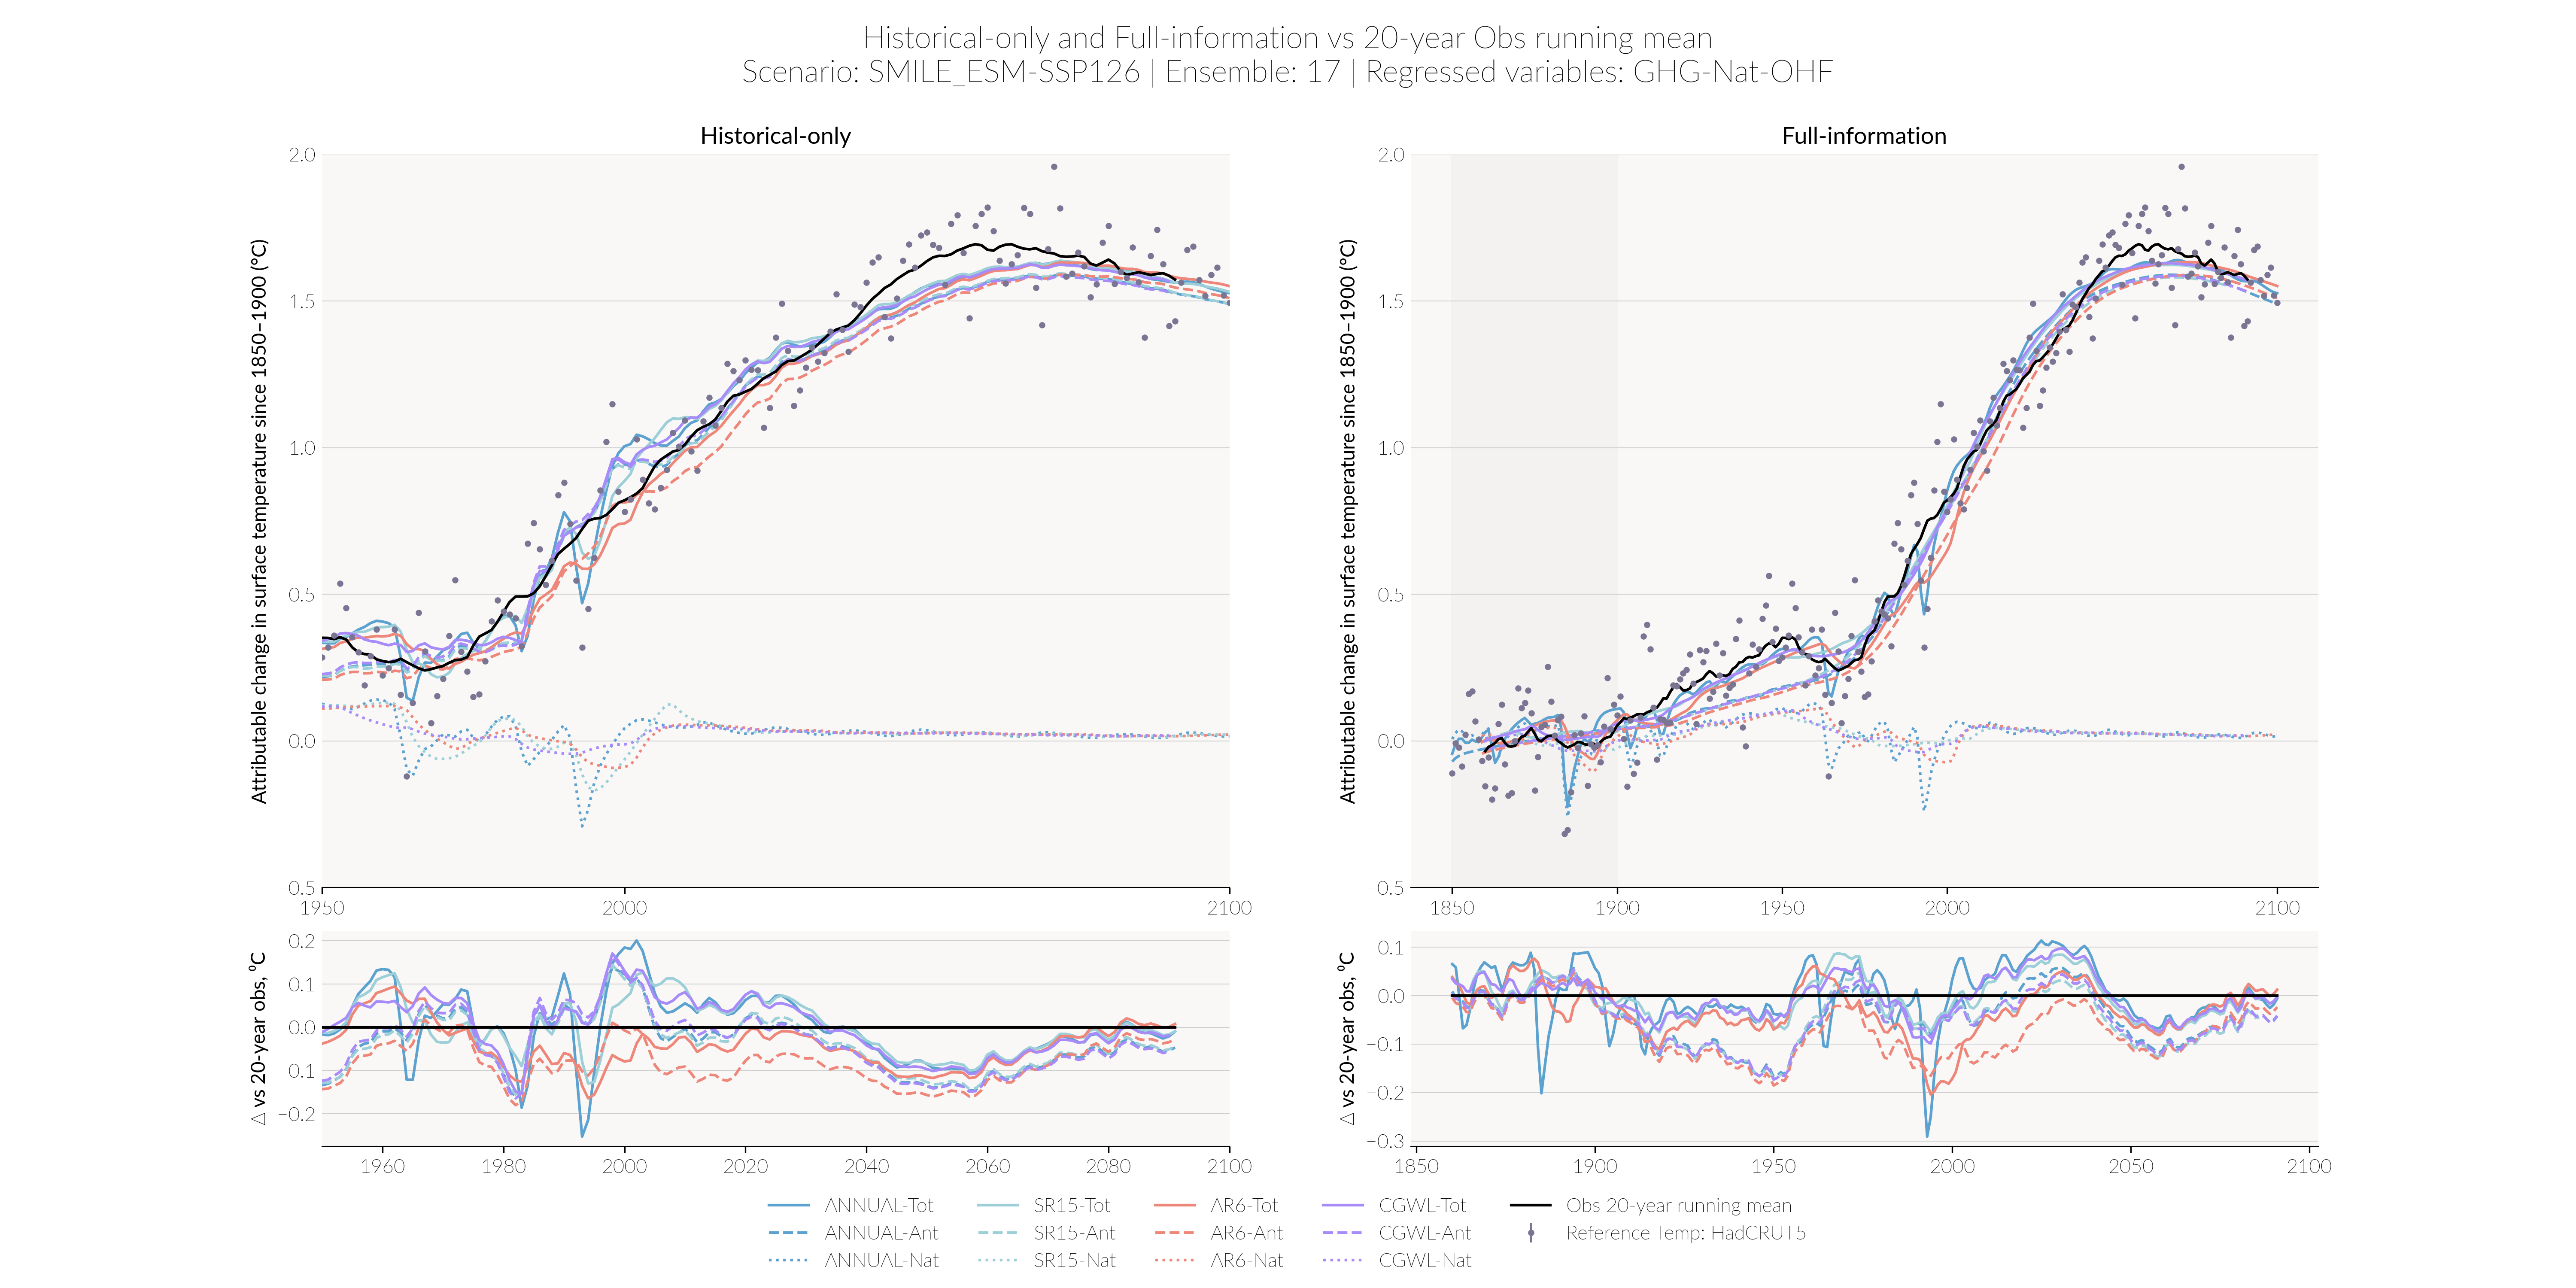 Historical-only and Full-information vs 20-year Obs running mean
Scenario: SMILE_ESM-SSP126 | Ensemble: 17 | Regressed variables: GHG-Nat-OHF
Historical-only
Attributable change in surface temperature since 1850–1900 (°C)
2.0
1.5
1.0
0.5
0.0
−0.5
1950
2000
2100
Δ vs 20-year obs, ⁰C
0.2
0.1
0.0
−0.1
−0.2
1960
1980
2000
2020
2040
2060
2080
2100
Full-information
Attributable change in surface temperature since 1850–1900 (°C)
2.0
1.5
1.0
0.5
0.0
−0.5
1850
1900
1950
2000
2100
Δ vs 20-year obs, ⁰C
0.1
0.0
−0.1
−0.2
−0.3
1850
1900
1950
2000
2050
2100
ANNUAL-Tot
ANNUAL-Ant
ANNUAL-Nat
SR15-Tot
SR15-Ant
SR15-Nat
AR6-Tot
AR6-Ant
AR6-Nat
CGWL-Tot
CGWL-Ant
CGWL-Nat
Obs 20-year running mean
Reference Temp: HadCRUT5